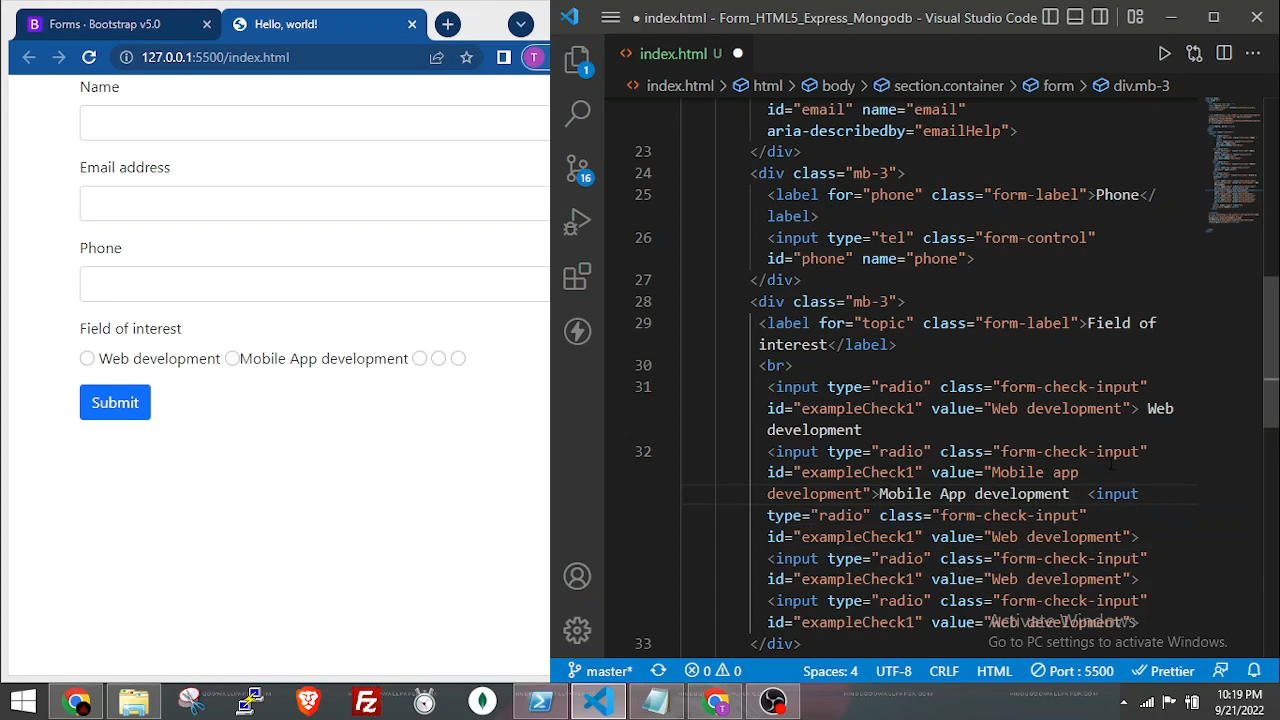 Forms · Bootstrap v5.0
Hello, world!
index.html - Form_HTML5_Express_Mongodb - Visual Studio Code
127.0.0.1:5500/index.html
T
index.html U
index.html > html > body > section.container > form > div.mb-3
Name
Email address
Phone
Field of interest
Web development Mobile App development
Submit
1
16
id="email" name="email"
aria-describedby="emailHelp">
23 </div>
24 <div class="mb-3">
25 <label for="phone" class="form-label">Phone</
label>
26 <input type="tel" class="form-control"
id="phone" name="phone">
27 </div>
28 <div class="mb-3">
29 <label for="topic" class="form-label">Field of
interest</label>
30 <br>
31 <input type="radio" class="form-check-input"
id="exampleCheck1" value="Web development"> Web
development
32 <input type="radio" class="form-check-input"
id="exampleCheck1" value="Mobile app
development">Mobile App development <input
type="radio" class="form-check-input"
id="exampleCheck1" value="Web development">
<input type="radio" class="form-check-input"
id="exampleCheck1" value="Web development">
<input type="radio" class="form-check-input"
id="exampleCheck1" value="Web development">
33 </div>
Activate Windows
Go to PC settings to activate Windows.
master* 0 0 Spaces: 4 UTF-8 CRLF HTML Port : 5500 Prettier
10:19 PM
9/21/2022